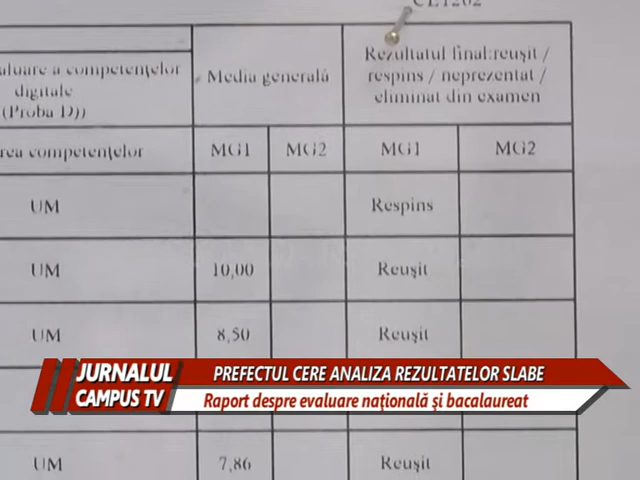 CE1202
aluare a competențelor
digitale
(Proba D))
Media generală
Rezultatul final:reușit /
respins / neprezentat /
eliminat din examen
rea competențelor MG1 MG2 MG1 MG2
UM Respins
UM 10,00 Reușit
UM 8,50 Reușit
JURNALUL
CAMPUS TV
PREFECTUL CERE ANALIZA REZULTATELOR SLABE
Raport despre evaluare națională și bacalaureat
UM 7,86 Reușit